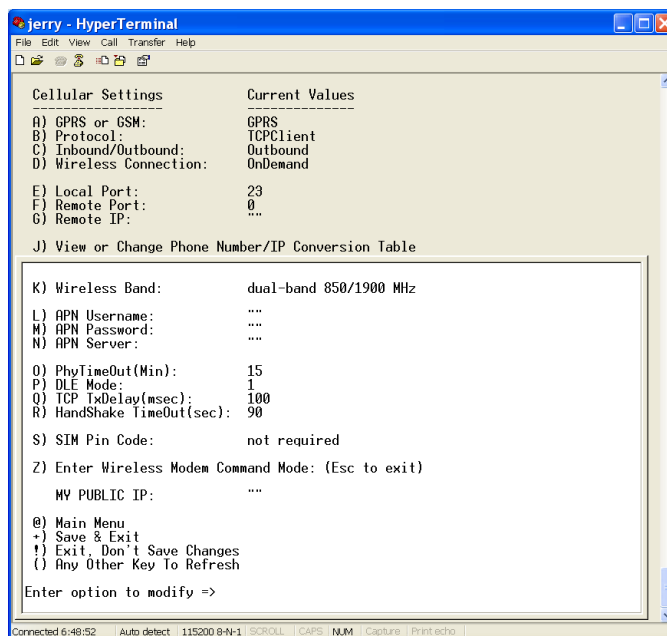 jerry - HyperTerminal
File Edit View Call Transfer Help
Cellular Settings Current Values
----------------- --------------
A) GPRS or GSM: GPRS
B) Protocol: TCPClient
C) Inbound/Outbound: Outbound
D) Wireless Connection: OnDemand
E) Local Port: 23
F) Remote Port: 0
G) Remote IP: ""
J) View or Change Phone Number/IP Conversion Table
K) Wireless Band: dual-band 850/1900 MHz
L) APN Username: ""
M) APN Password: ""
N) APN Server: ""
O) PhyTimeOut(Min): 15
P) DLE Mode: 1
Q) TCP TxDelay(msec): 100
R) HandShake TimeOut(sec): 90
S) SIM Pin Code: not required
Z) Enter Wireless Modem Command Mode: (Esc to exit)
MY PUBLIC IP: ""
@) Main Menu
+) Save & Exit
!) Exit, Don't Save Changes
() Any Other Key To Refresh
Enter option to modify =>
Connected 6:48:52 Auto detect 115200 8-N-1 SCROLL CAPS NUM Capture Print echo